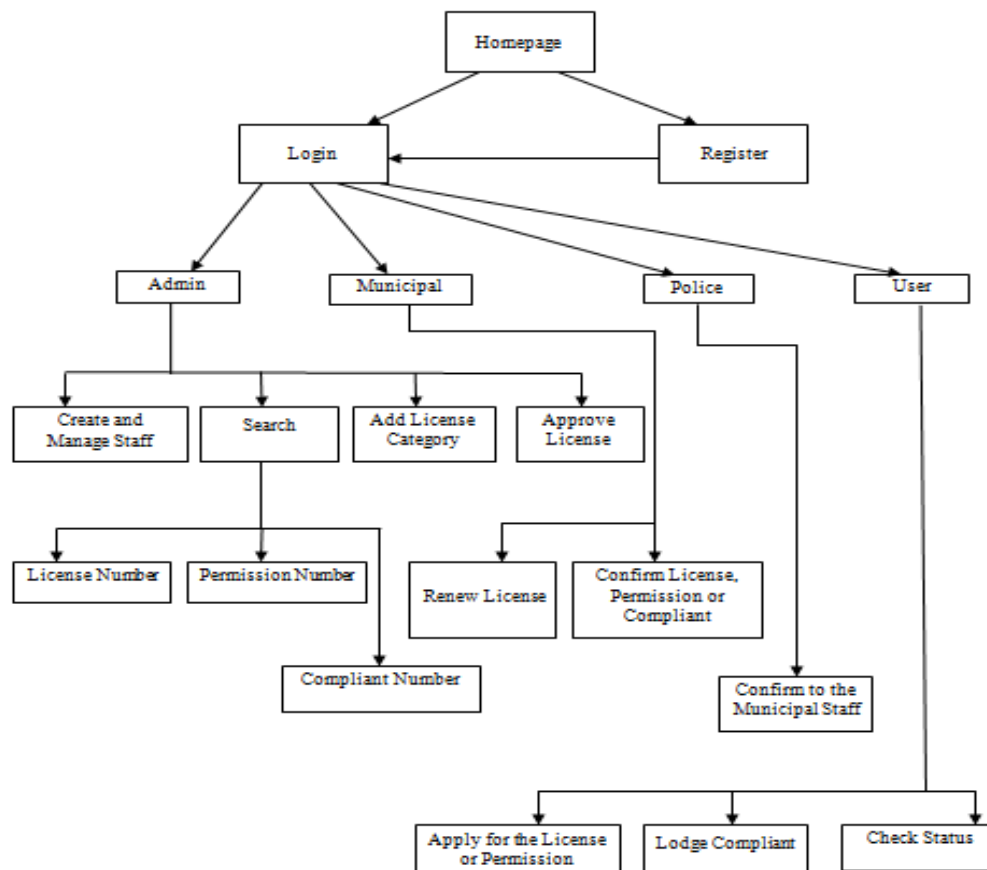 Homepage
Login
Register
Admin
Municipal
Police
User
Create and
Manage Staff
Search
Add License
Category
Approve
License
License Number
Permission Number
Renew License
Confirm License,
Permission or
Compliant
Compliant Number
Confirm to the
Municipal Staff
Apply for the License
or Permission
Lodge Compliant
Check Status